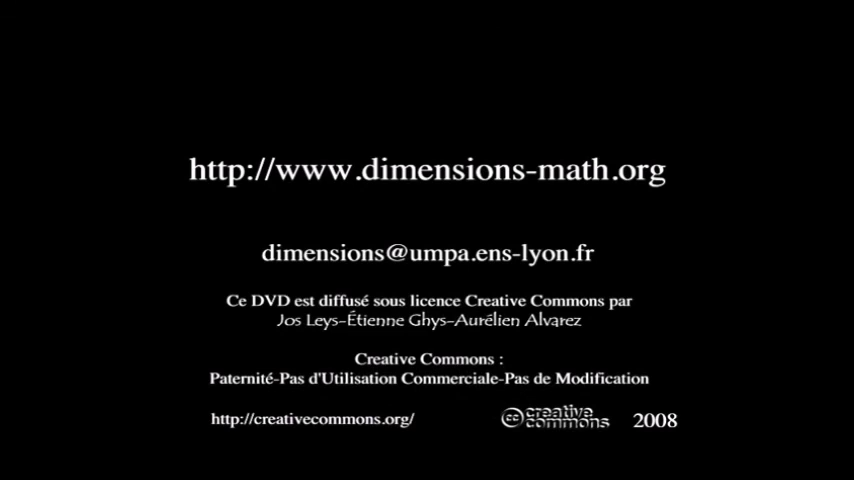 http://www.dimensions-math.org
dimensions@umpa.ens-lyon.fr
Ce DVD est diffusé sous licence Creative Commons par
Jos Leys-Étienne Ghys-Aurélien Alvarez
Creative Commons :
Paternité-Pas d'Utilisation Commerciale-Pas de Modification
http://creativecommons.org/ cc creative commons 2008